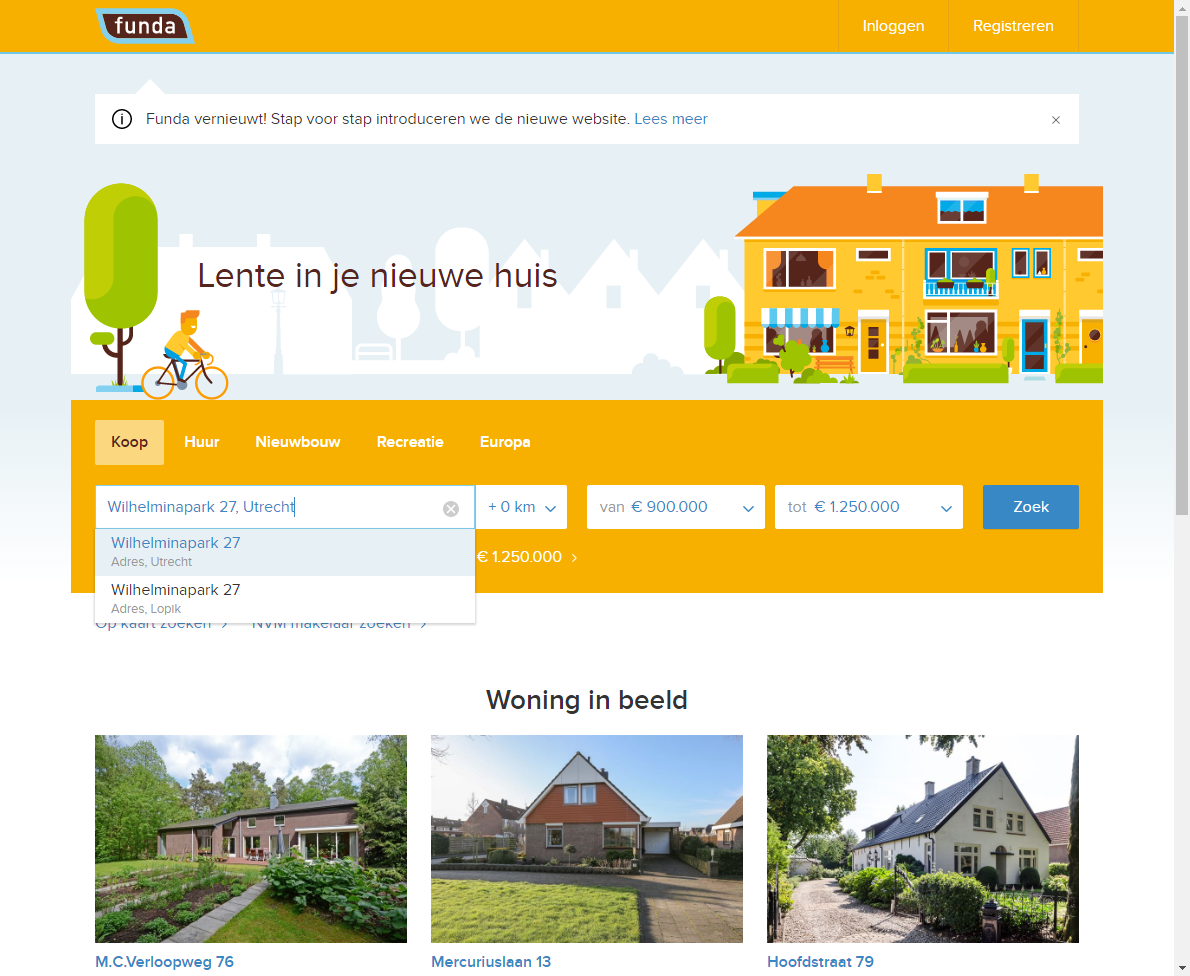 funda
Inloggen
Registreren
Funda vernieuwt! Stap voor stap introduceren we de nieuwe website. Lees meer
×
Lente in je nieuwe huis
Koop
Huur
Nieuwbouw
Recreatie
Europa
Wilhelminapark 27, Utrecht
+ 0 km
van € 900.000
tot € 1.250.000
Zoek
Wilhelminapark 27
Adres, Utrecht
€ 1.250.000 ›
Wilhelminapark 27
Adres, Lopik
Op kaart zoeken ›
NVM makelaar zoeken ›
Woning in beeld
M.C.Verloopweg 76
Mercuriuslaan 13
Hoofdstraat 79